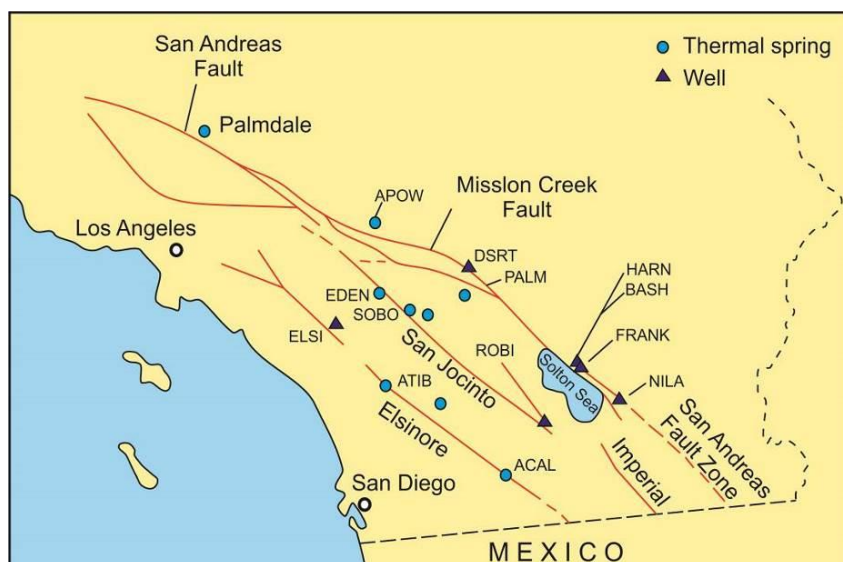 San Andreas
Fault
Thermal spring
Well
Palmdale
APOW
Misslon Creek
Fault
Los Angeles
DSRT
PALM
HARN
BASH
EDEN
SOBO
FRANK
ELSI
ROBI
San Jocinto
Solton Sea
NILA
ATIB
Elsinore
San Andreas
Fault Zone
Imperial
ACAL
San Diego
MEXICO